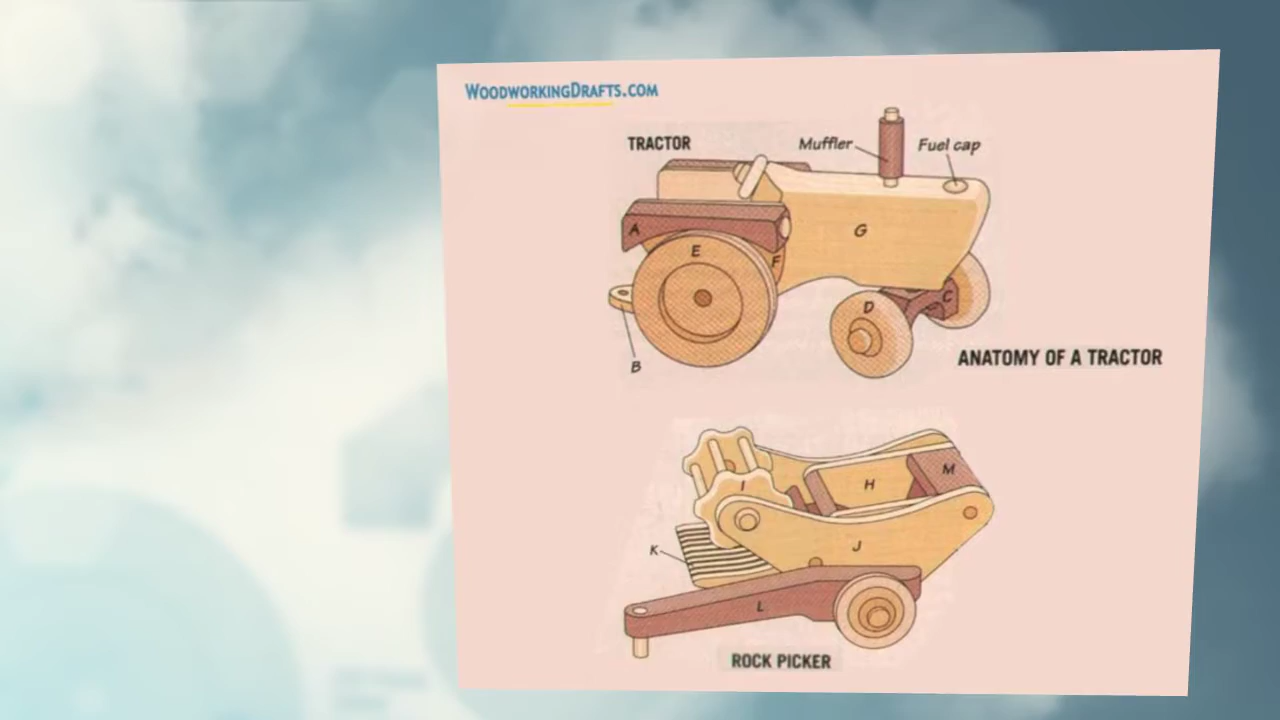 WOODWORKINGDRAFTS.COM
TRACTOR
Muffler
Fuel cap
A
E
F
G
D
C
B
ANATOMY OF A TRACTOR
I
H
M
K
J
L
ROCK PICKER